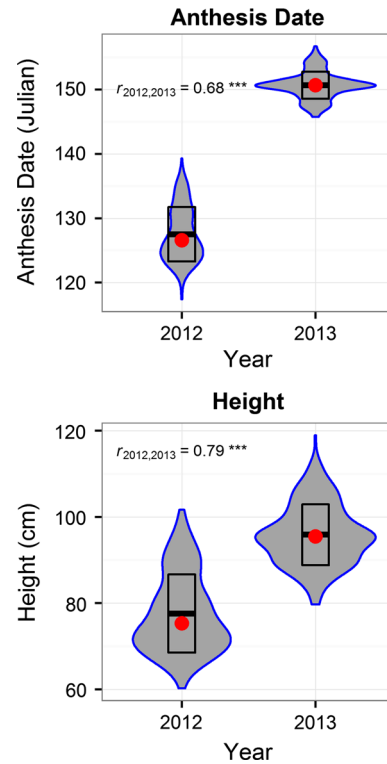 Anthesis Date
Anthesis Date (Julian)
150
140
130
120
r2012,2013 = 0.68 ***
2012 2013
Year
Height
Height (cm)
120
100
80
60
r2012,2013 = 0.79 ***
2012 2013
Year